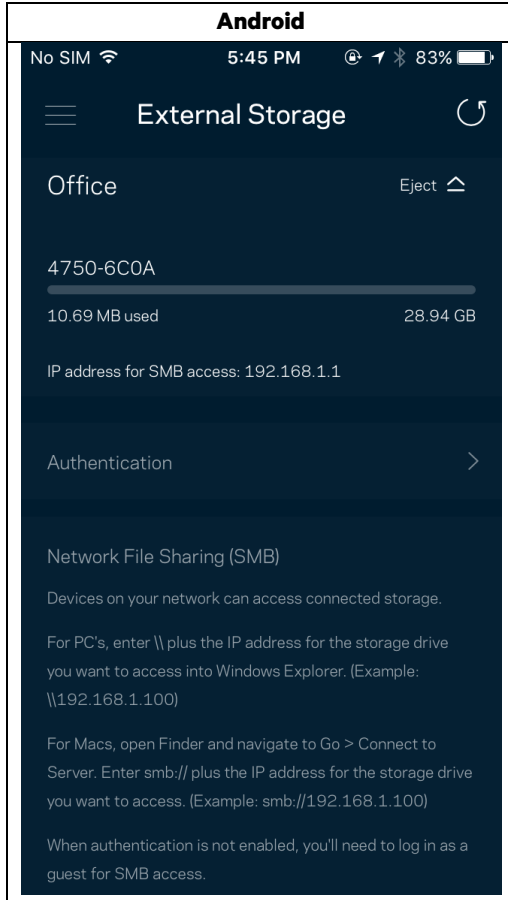 Android
No SIM 5:45 PM 83%
External Storage
Office Eject
4750-6C0A
10.69 MB used 28.94 GB
IP address for SMB access: 192.168.1.1
Authentication
Network File Sharing (SMB)
Devices on your network can access connected storage.
For PC's, enter \\ plus the IP address for the storage drive
you want to access into Windows Explorer. (Example:
\\192.168.1.100)
For Macs, open Finder and navigate to Go > Connect to
Server. Enter smb:// plus the IP address for the storage drive
you want to access. (Example: smb://192.168.1.100)
When authentication is not enabled, you'll need to log in as a
guest for SMB access.